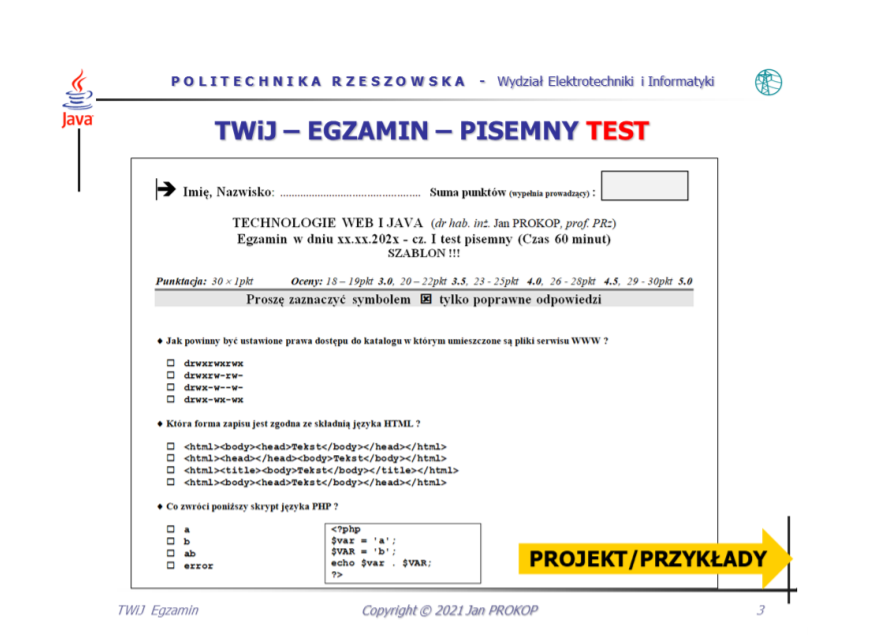 POLITECHNIKA RZESZOWSKA - Wydział Elektrotechniki i Informatyki
Java
TWiJ – EGZAMIN – PISEMNY TEST
Imię, Nazwisko: ................................................ Suma punktów (wypełnia prowadzący) :
TECHNOLOGIE WEB I JAVA (dr hab. inż. Jan PROKOP, prof. PRz)
Egzamin w dniu xx.xx.202x - cz. I test pisemny (Czas 60 minut)
SZABLON !!!
Punktacja: 30 × 1pkt Oceny: 18 – 19pkt 3.0, 20 – 22pkt 3.5, 23 - 25pkt 4.0, 26 - 28pkt 4.5, 29 - 30pkt 5.0
Proszę zaznaczyć symbolem ☒ tylko poprawne odpowiedzi
♦ Jak powinny być ustawione prawa dostępu do katalogu w którym umieszczone są pliki serwisu WWW ?
☐ drwxrwxrwx
☐ drwxrw-rw-
☐ drwx-w--w-
☐ drwx-wx-wx
♦ Która forma zapisu jest zgodna ze składnią języka HTML ?
☐ <html><body><head>Tekst</body></head></html>
☐ <html><head></head><body>Tekst</body></html>
☐ <html><title><body>Tekst</body></title></html>
☐ <html><body><head>Tekst</body></head></html>
♦ Co zwróci poniższy skrypt języka PHP ?
☐ a
☐ b
☐ ab
☐ error
<?php
$var = 'a';
$VAR = 'b';
echo $var . $VAR;
?>
PROJEKT/PRZYKŁADY
TWiJ Egzamin Copyright © 2021 Jan PROKOP 3